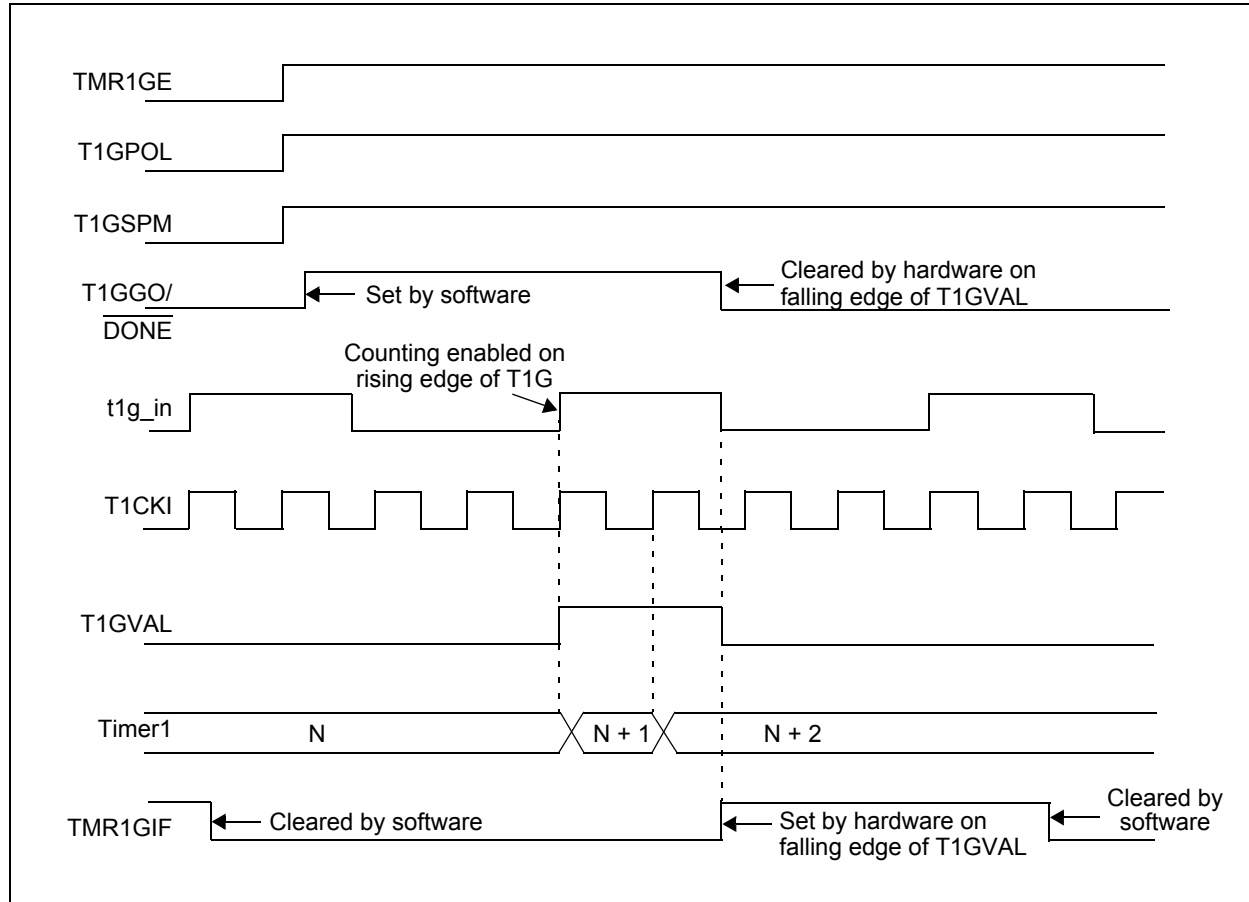 TMR1GE
T1GPOL
T1GSPM
T1GGO/
DONE
Set by software
Cleared by hardware on
falling edge of T1GVAL
Counting enabled on
rising edge of T1G
t1g_in
T1CKI
T1GVAL
Timer1
N
N + 1
N + 2
TMR1GIF
Cleared by software
Set by hardware on
falling edge of T1GVAL
Cleared by
software